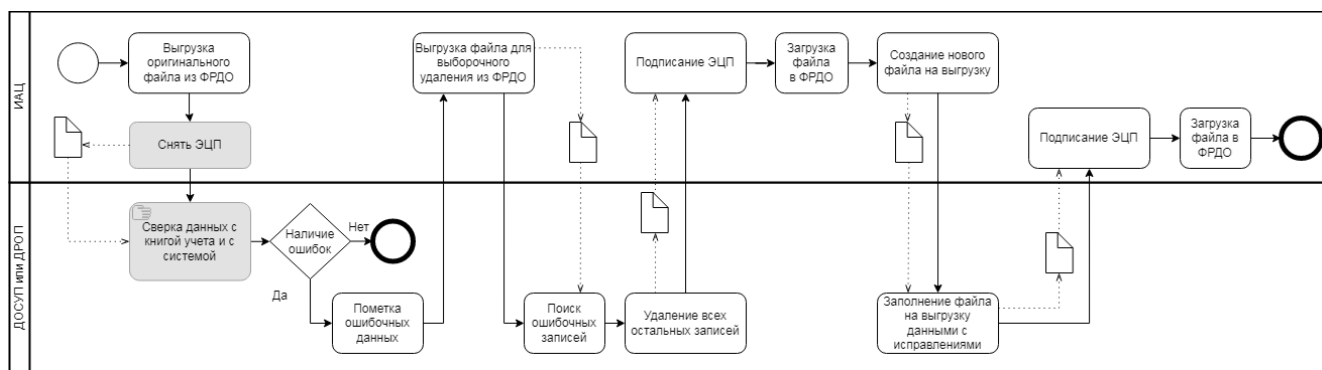 ИАЦ
Выгрузка
оригинального
файла из ФРДО
Снять ЭЦП
Выгрузка файла для
выборочного
удаления из ФРДО
Подписание ЭЦП
Загрузка
файла
в ФРДО
Создание нового
файла на выгрузку
Подписание ЭЦП
Загрузка
файла в
ФРДО
ДОСУП или ДРОП
Сверка данных с
книгой учета и с
системой
Наличие
ошибок
Нет
Да
Пометка
ошибочных
данных
Поиск
ошибочных
записей
Удаление всех
остальных записей
Заполнение файла
на выгрузку
данными с
исправлениями